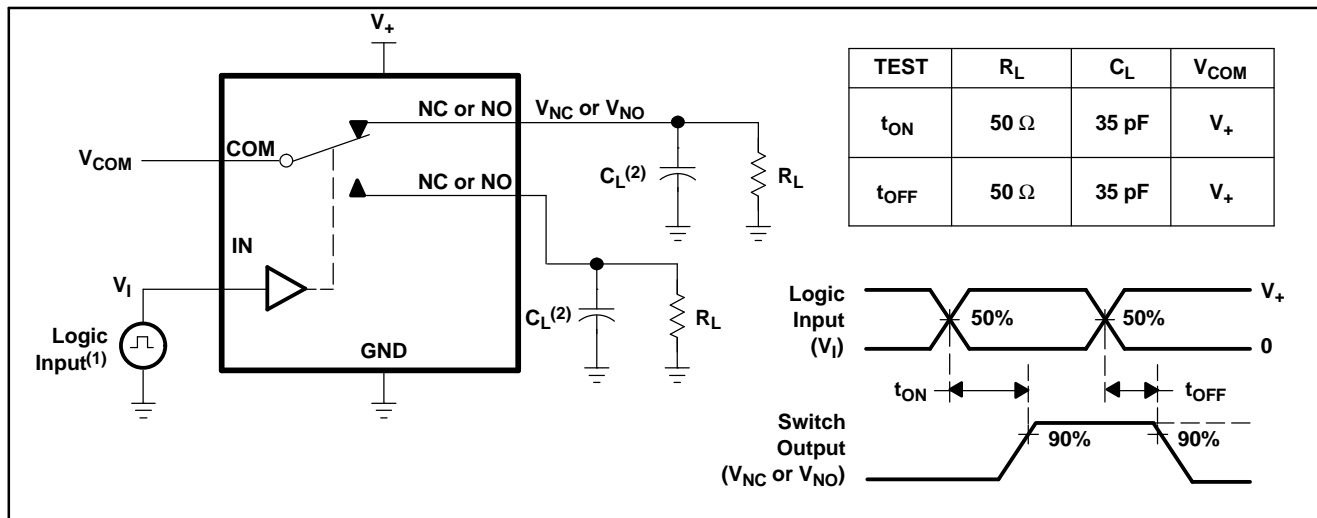 V+
NC or NO
VNC or VNO
COM
VCOM
CL(2)
RL
NC or NO
IN
VI
CL(2)
RL
Logic
Input(1)
GND
TEST RL CL VCOM
tON 50 Ω 35 pF V+
tOFF 50 Ω 35 pF V+
Logic
Input
(VI)
50%
50%
V+
0
tON
tOFF
Switch
Output
(VNC or VNO)
90%
90%